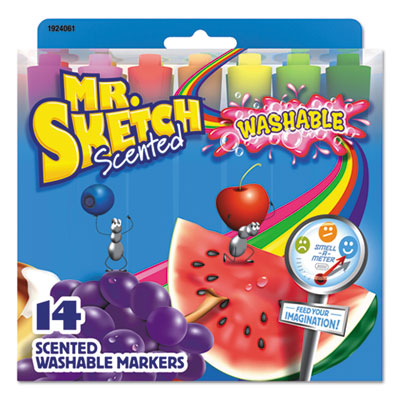 1924061
MR.
SKETCH
Scented
WASHABLE
SMELL
-A-
METER
FEED YOUR
IMAGINATION!
14
SCENTED
WASHABLE MARKERS